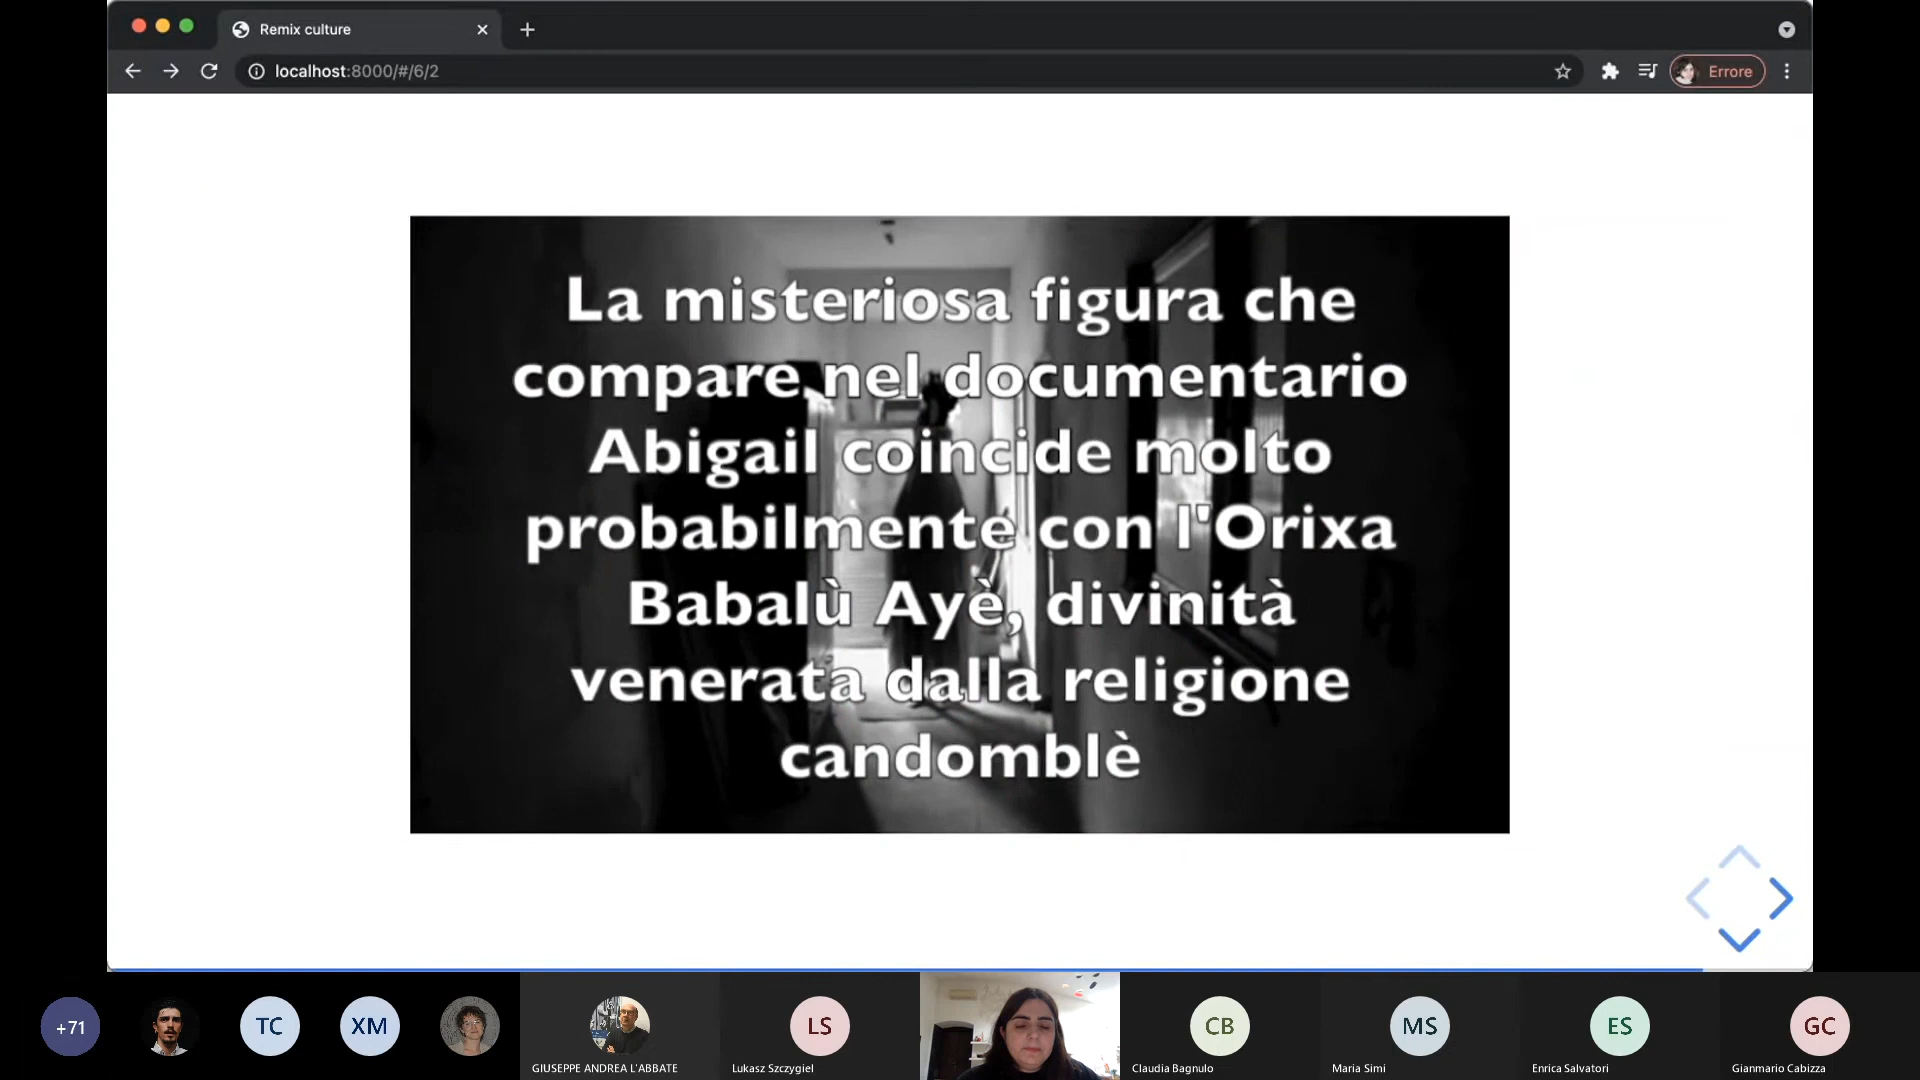 Remix culture
localhost:8000/#/6/2
Errore
La misteriosa figura che
compare nel documentario
Abigail coincide molto
probabilmente con l'Orixa
Babalù Ayè, divinità
venerata dalla religione
candomblè
+71
TC
XM
LS
CB
MS
ES
GC
GIUSEPPE ANDREA L'ABBATE
Lukasz Szczygiel
Claudia Bagnulo
Maria Simi
Enrica Salvatori
Gianmario Cabizza